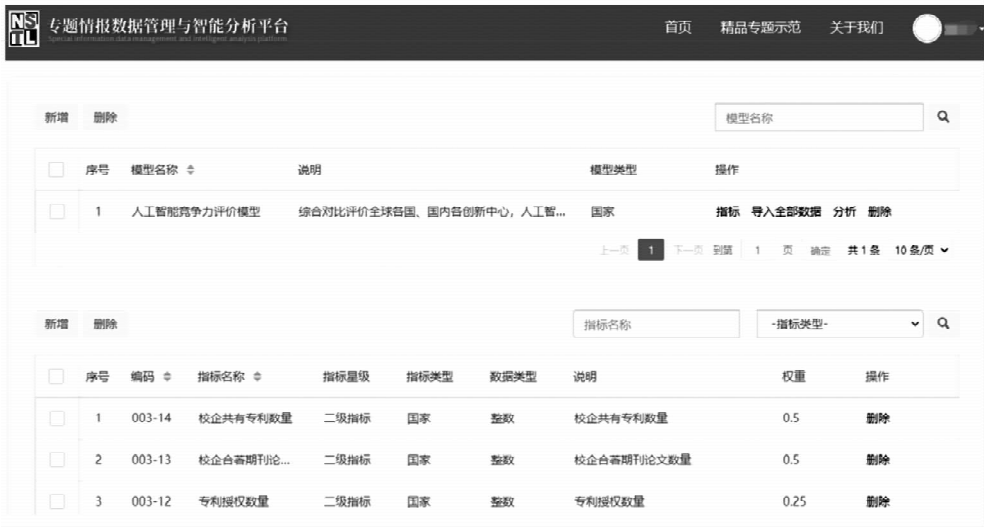 NS TL 专题情报数据管理与智能分析平台 首页 精品专题示范 关于我们
Special information data management and intelligent analysis platform
新增 删除 模型名称
序号 模型名称 说明 模型类型 操作
1 人工智能竞争力评价模型 综合对比评价全球各国、国内各创新中心，人工智... 国家 指标 导入全部数据 分析 删除
上一页 1 下一页 到第 1 页 确定 共1条 10条/页
新增 删除 指标名称 -指标类型-
序号 编码 指标名称 指标星级 指标类型 数据类型 说明 权重 操作
1 003-14 校企共有专利数量 二级指标 国家 整数 校企共有专利数量 0.5 删除
2 003-13 校企合著期刊论... 二级指标 国家 整数 校企合著期刊论文数量 0.5 删除
3 003-12 专利授权数量 二级指标 国家 整数 专利授权数量 0.25 删除